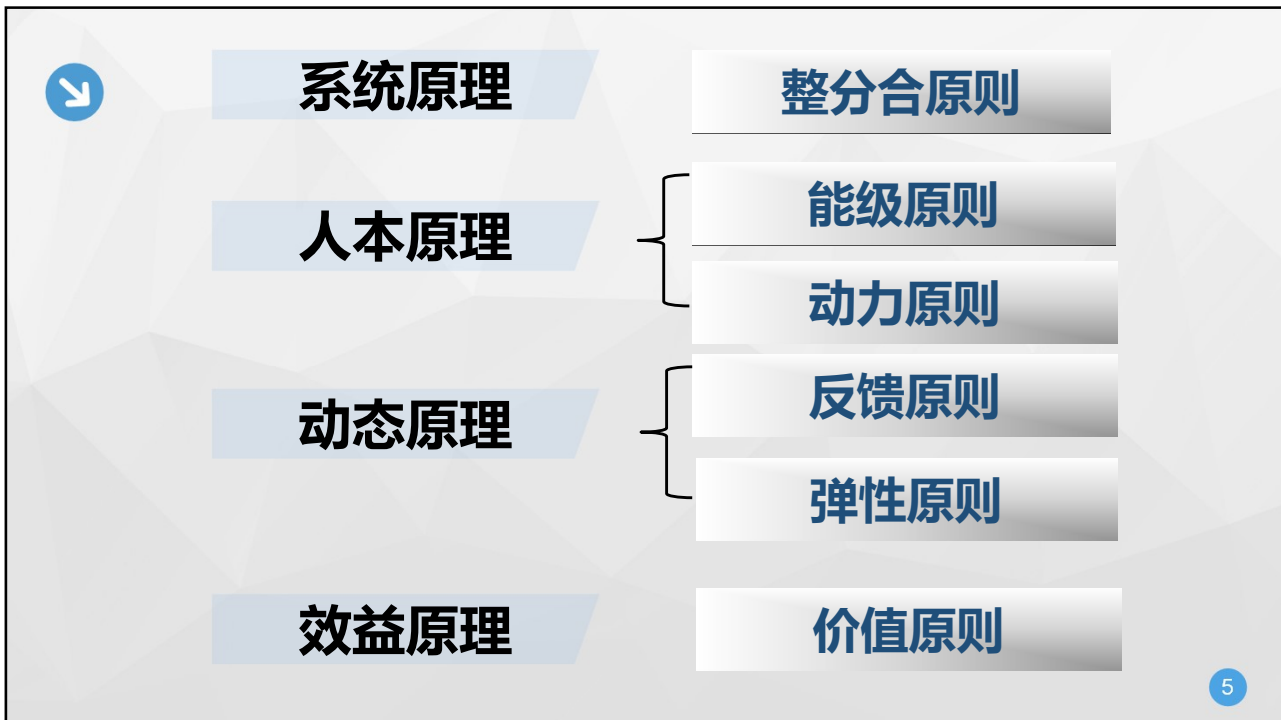 系统原理
整分合原则
人本原理
能级原则
动力原则
动态原理
反馈原则
弹性原则
效益原理
价值原则
5